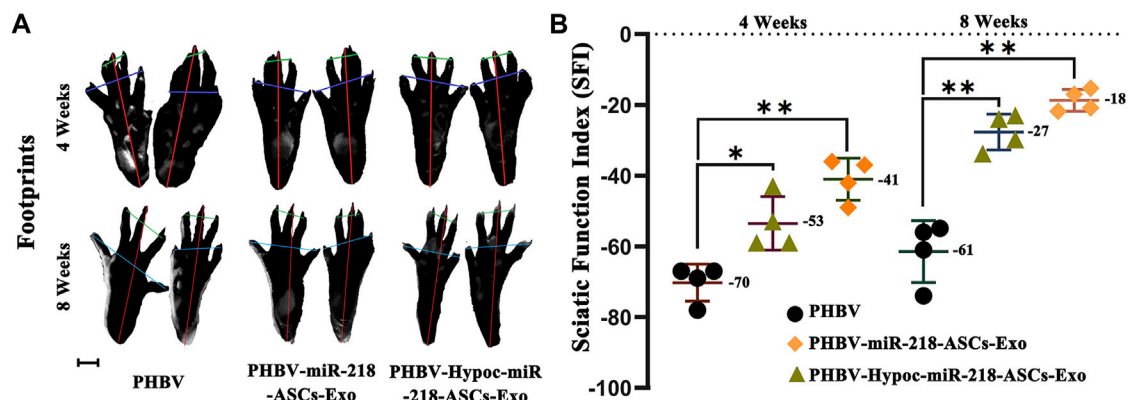 A
Footprints
4 Weeks
8 Weeks
PHBV
PHBV-miR-218
-ASCs-Exo
PHBV-Hypoc-miR
-218-ASCs-Exo
B
4 Weeks
8 Weeks
Sciatic Function Index (SFI)
0
-20
-40
-60
-80
-100
*
**
**
**
-70
-53
-41
-61
-27
-18
PHBV
PHBV-miR-218-ASCs-Exo
PHBV-Hypoc-miR-218-ASCs-Exo